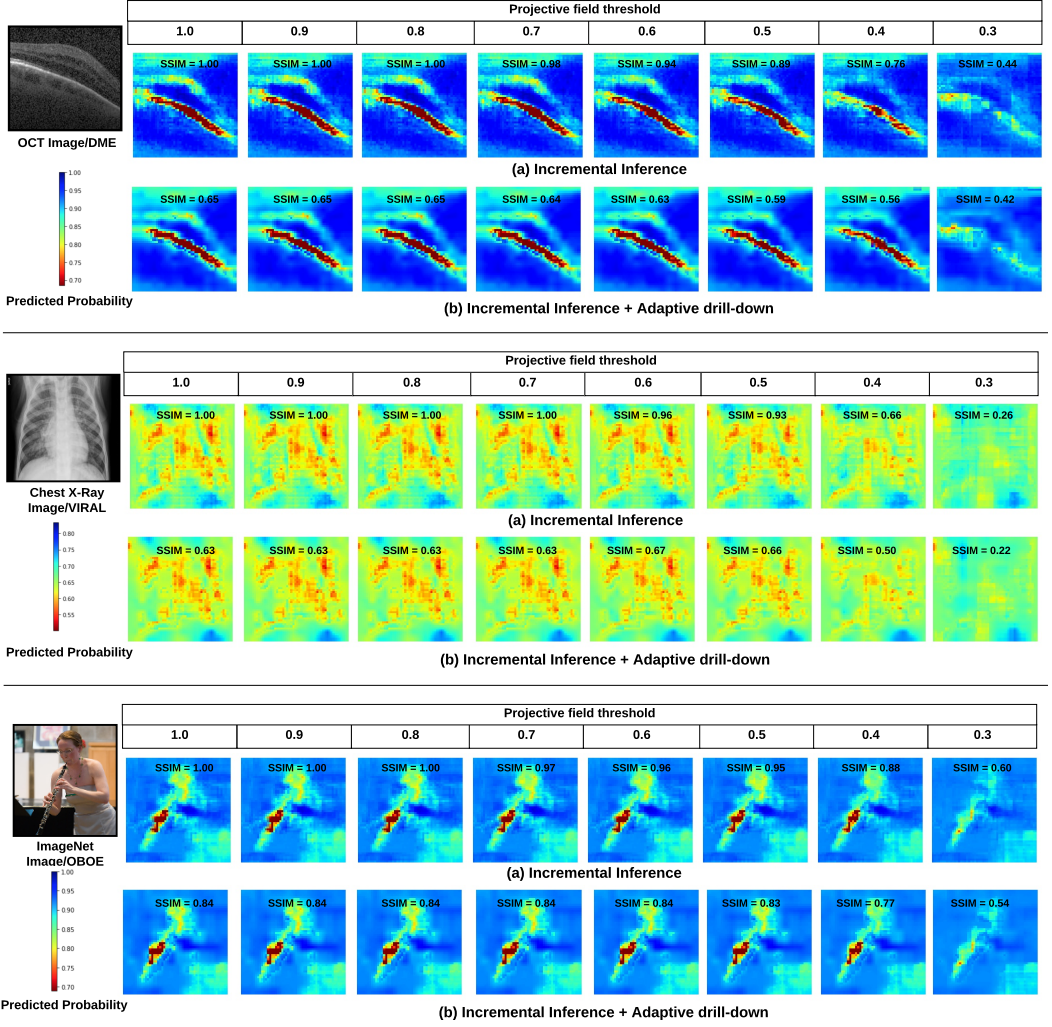 Projective field threshold
1.0 0.9 0.8 0.7 0.6 0.5 0.4 0.3
SSIM = 1.00 SSIM = 1.00 SSIM = 1.00 SSIM = 0.98 SSIM = 0.94 SSIM = 0.89 SSIM = 0.76 SSIM = 0.44
OCT Image/DME
(a) Incremental Inference
1.00
0.95
0.90
0.85
0.80
0.75
0.70
Predicted Probability
SSIM = 0.65 SSIM = 0.65 SSIM = 0.65 SSIM = 0.64 SSIM = 0.63 SSIM = 0.59 SSIM = 0.56 SSIM = 0.42
(b) Incremental Inference + Adaptive drill-down
Projective field threshold
1.0 0.9 0.8 0.7 0.6 0.5 0.4 0.3
SSIM = 1.00 SSIM = 1.00 SSIM = 1.00 SSIM = 1.00 SSIM = 0.96 SSIM = 0.93 SSIM = 0.66 SSIM = 0.26
Chest X-Ray
Image/VIRAL
(a) Incremental Inference
0.80
0.75
0.70
0.65
0.60
0.55
Predicted Probability
SSIM = 0.63 SSIM = 0.63 SSIM = 0.63 SSIM = 0.63 SSIM = 0.67 SSIM = 0.66 SSIM = 0.50 SSIM = 0.22
(b) Incremental Inference + Adaptive drill-down
Projective field threshold
1.0 0.9 0.8 0.7 0.6 0.5 0.4 0.3
SSIM = 1.00 SSIM = 1.00 SSIM = 1.00 SSIM = 0.97 SSIM = 0.96 SSIM = 0.95 SSIM = 0.88 SSIM = 0.60
ImageNet
Image/OBOE
(a) Incremental Inference
1.00
0.95
0.90
0.85
0.80
0.75
0.70
Predicted Probability
SSIM = 0.84 SSIM = 0.84 SSIM = 0.84 SSIM = 0.84 SSIM = 0.84 SSIM = 0.83 SSIM = 0.77 SSIM = 0.54
(b) Incremental Inference + Adaptive drill-down